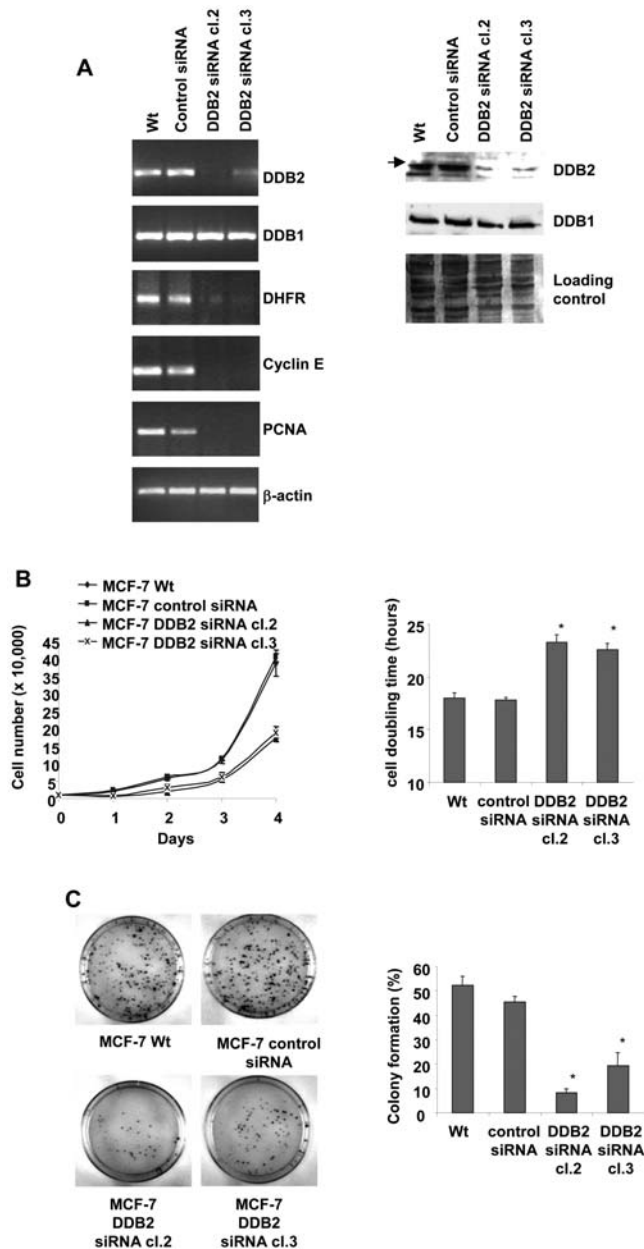 A
Wt
Control siRNA
DDB2 siRNA cl.2
DDB2 siRNA cl.3
DDB2
DDB1
DHFR
Cyclin E
PCNA
β-actin
Wt
Control siRNA
DDB2 siRNA cl.2
DDB2 siRNA cl.3
DDB2
DDB1
Loading
control
B
MCF-7 Wt
MCF-7 control siRNA
MCF-7 DDB2 siRNA cl.2
MCF-7 DDB2 siRNA cl.3
Cell number (x 10,000)
45
40
35
30
25
20
15
10
5
0
0 1 2 3 4
Days
cell doubling time (hours)
25
22
18
14
10
* *
Wt control DDB2 DDB2
siRNA siRNA siRNA
cl.2 cl.3
C
MCF-7 Wt
MCF-7 control
siRNA
MCF-7
DDB2
siRNA cl.2
MCF-7
DDB2
siRNA cl.3
Colony formation (%)
60
50
40
30
20
10
0
* *
Wt control DDB2 DDB2
siRNA siRNA siRNA
cl.2 cl.3